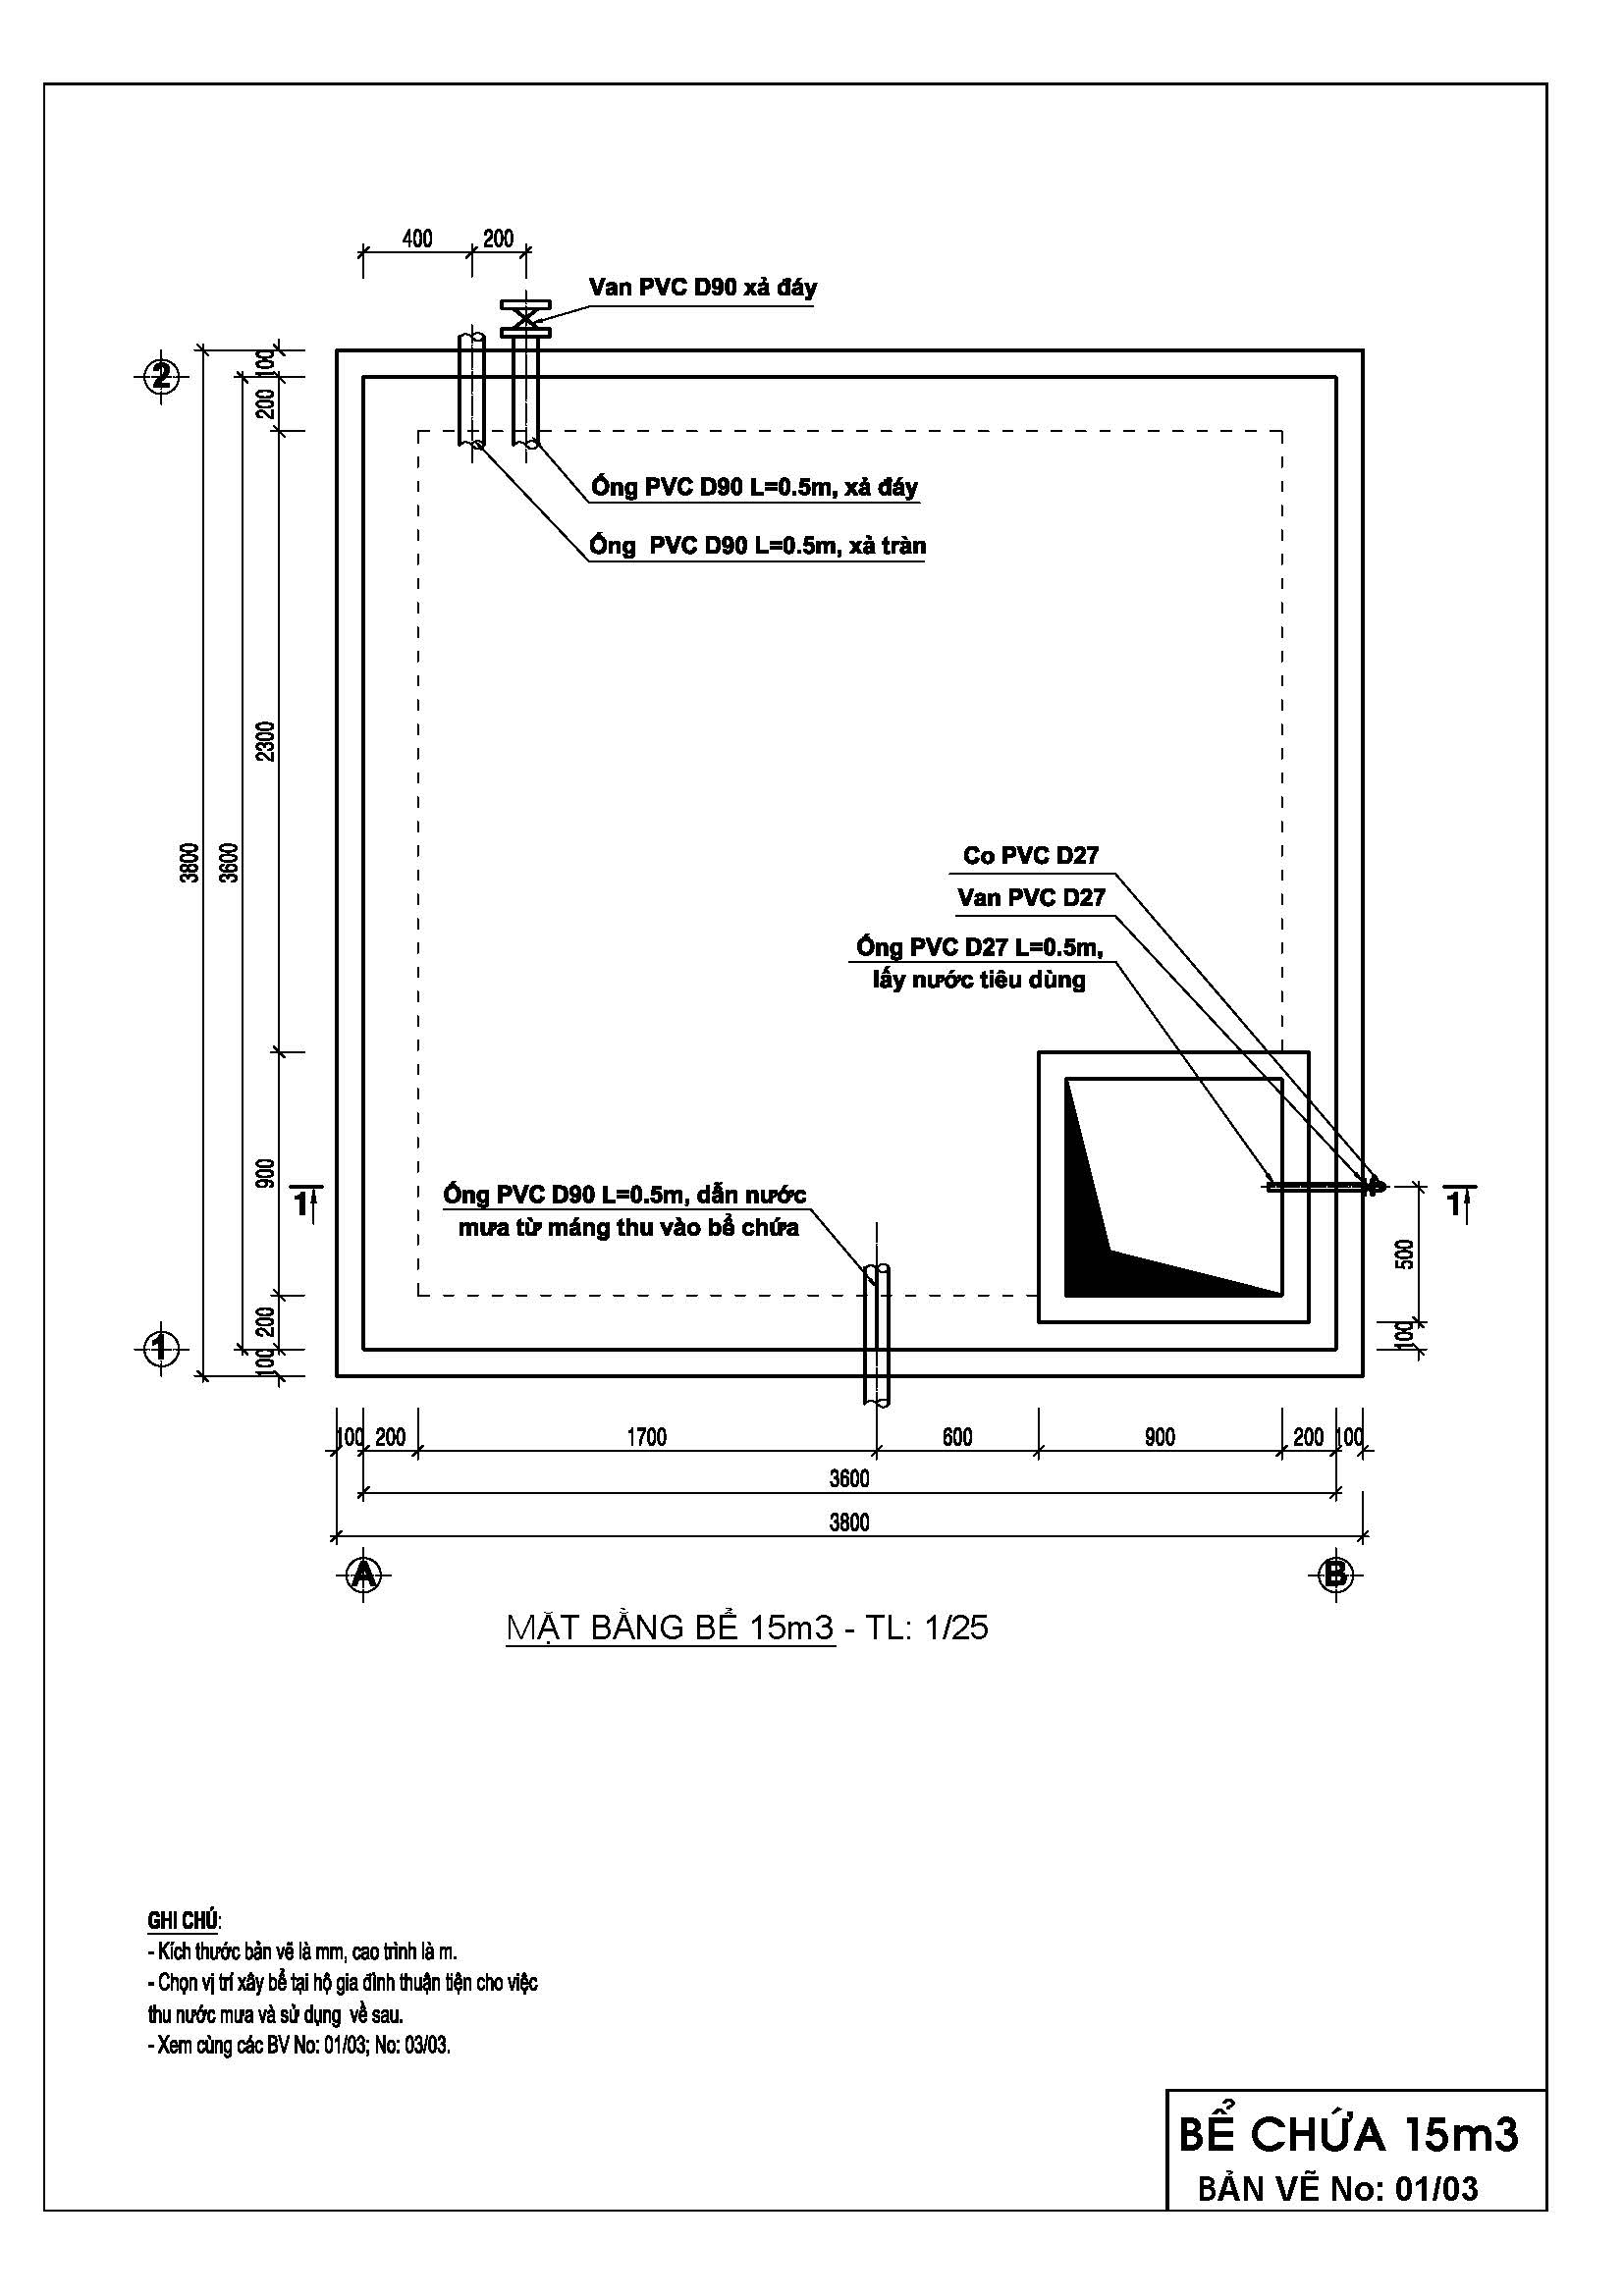 400
200
Van PVC D90 xả đáy
2
100
200
Ống PVC D90 L=0.5m, xả đáy
Ống PVC D90 L=0.5m, xả tràn
2300
3800
3600
Co PVC D27
Van PVC D27
Ống PVC D27 L=0.5m,
lấy nước tiêu dùng
900
1
Ống PVC D90 L=0.5m, dẫn nước
mưa từ máng thu vào bể chứa
1
500
200
100
1
100
100
200
1700
600
900
200
100
3600
3800
A
B
MẶT BẰNG BỂ 15m3 - TL: 1/25
GHI CHÚ:
- Kích thước bản vẽ là mm, cao trình là m.
- Chọn vị trí xây bể tại hộ gia đình thuận tiện cho việc
thu nước mưa và sử dụng về sau.
- Xem cùng các BV No: 01/03; No: 03/03.
BỂ CHỨA 15m3
BẢN VẼ No: 01/03